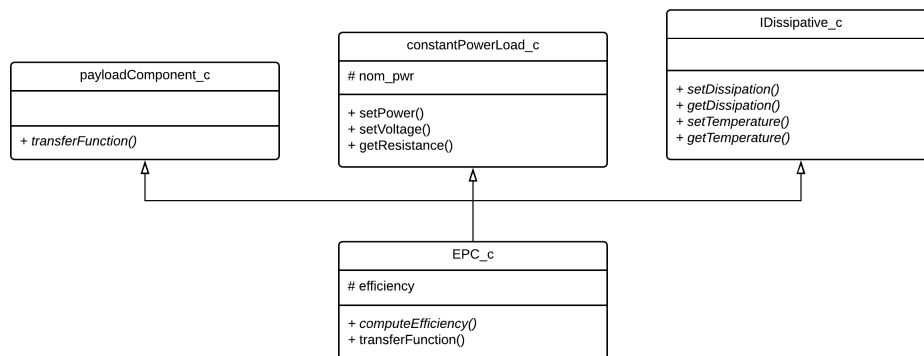 payloadComponent_c
+ transferFunction()
constantPowerLoad_c
# nom_pwr
+ setPower()
+ setVoltage()
+ getResistance()
IDissipative_c
+ setDissipation()
+ getDissipation()
+ setTemperature()
+ getTemperature()
EPC_c
# efficiency
+ computeEfficiency()
+ transferFunction()